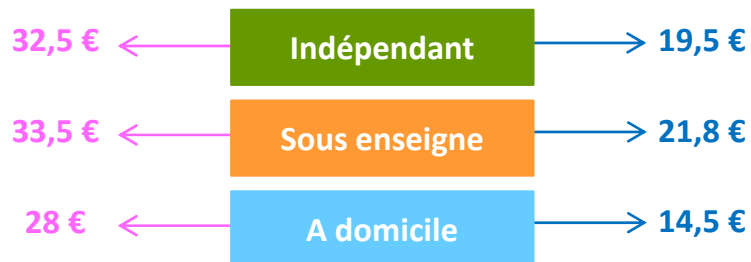 32,5 € Indépendant 19,5 €
33,5 € Sous enseigne 21,8 €
28 € A domicile 14,5 €